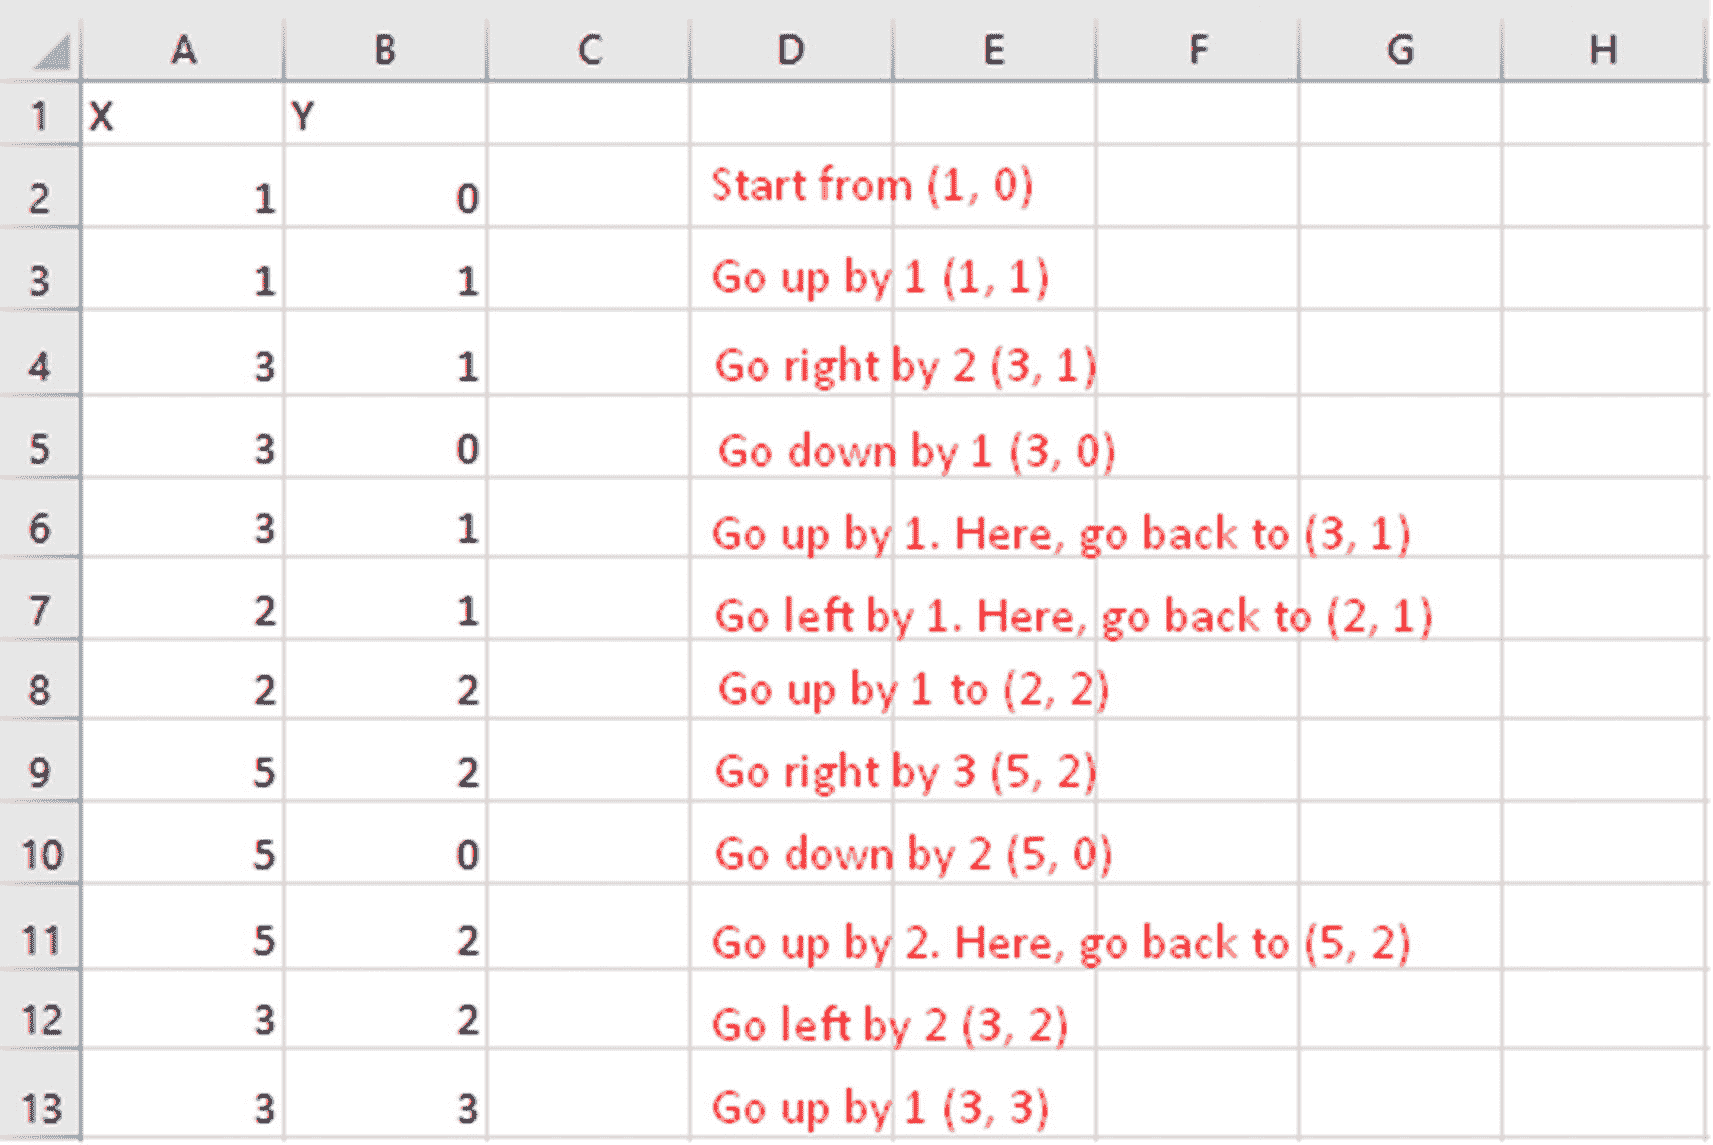 A B C D E F G H
1 X Y
2 1 0 Start from (1, 0)
3 1 1 Go up by 1 (1, 1)
4 3 1 Go right by 2 (3, 1)
5 3 0 Go down by 1 (3, 0)
6 3 1 Go up by 1. Here, go back to (3, 1)
7 2 1 Go left by 1. Here, go back to (2, 1)
8 2 2 Go up by 1 to (2, 2)
9 5 2 Go right by 3 (5, 2)
10 5 0 Go down by 2 (5, 0)
11 5 2 Go up by 2. Here, go back to (5, 2)
12 3 2 Go left by 2 (3, 2)
13 3 3 Go up by 1 (3, 3)